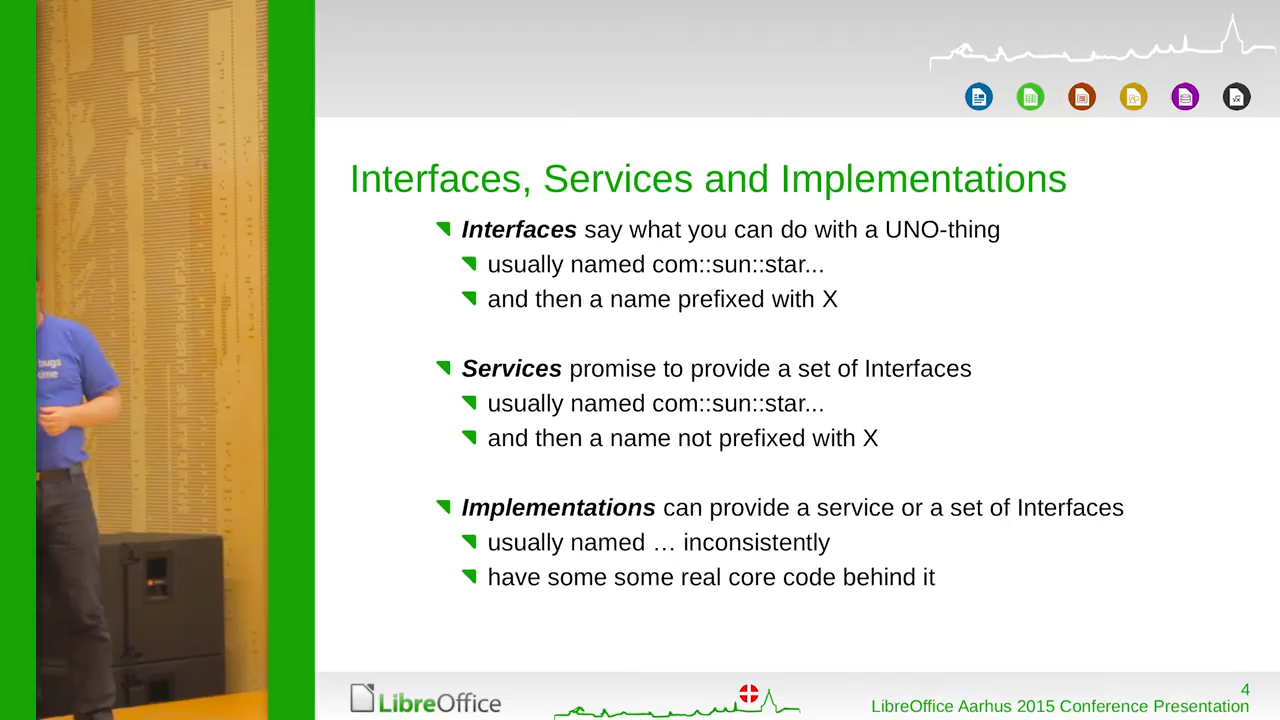 Interfaces, Services and Implementations
Interfaces say what you can do with a UNO-thing
usually named com::sun::star...
and then a name prefixed with X
Services promise to provide a set of Interfaces
usually named com::sun::star...
and then a name not prefixed with X
Implementations can provide a service or a set of Interfaces
usually named … inconsistently
have some some real core code behind it
bugs
LibreOffice
4
LibreOffice Aarhus 2015 Conference Presentation